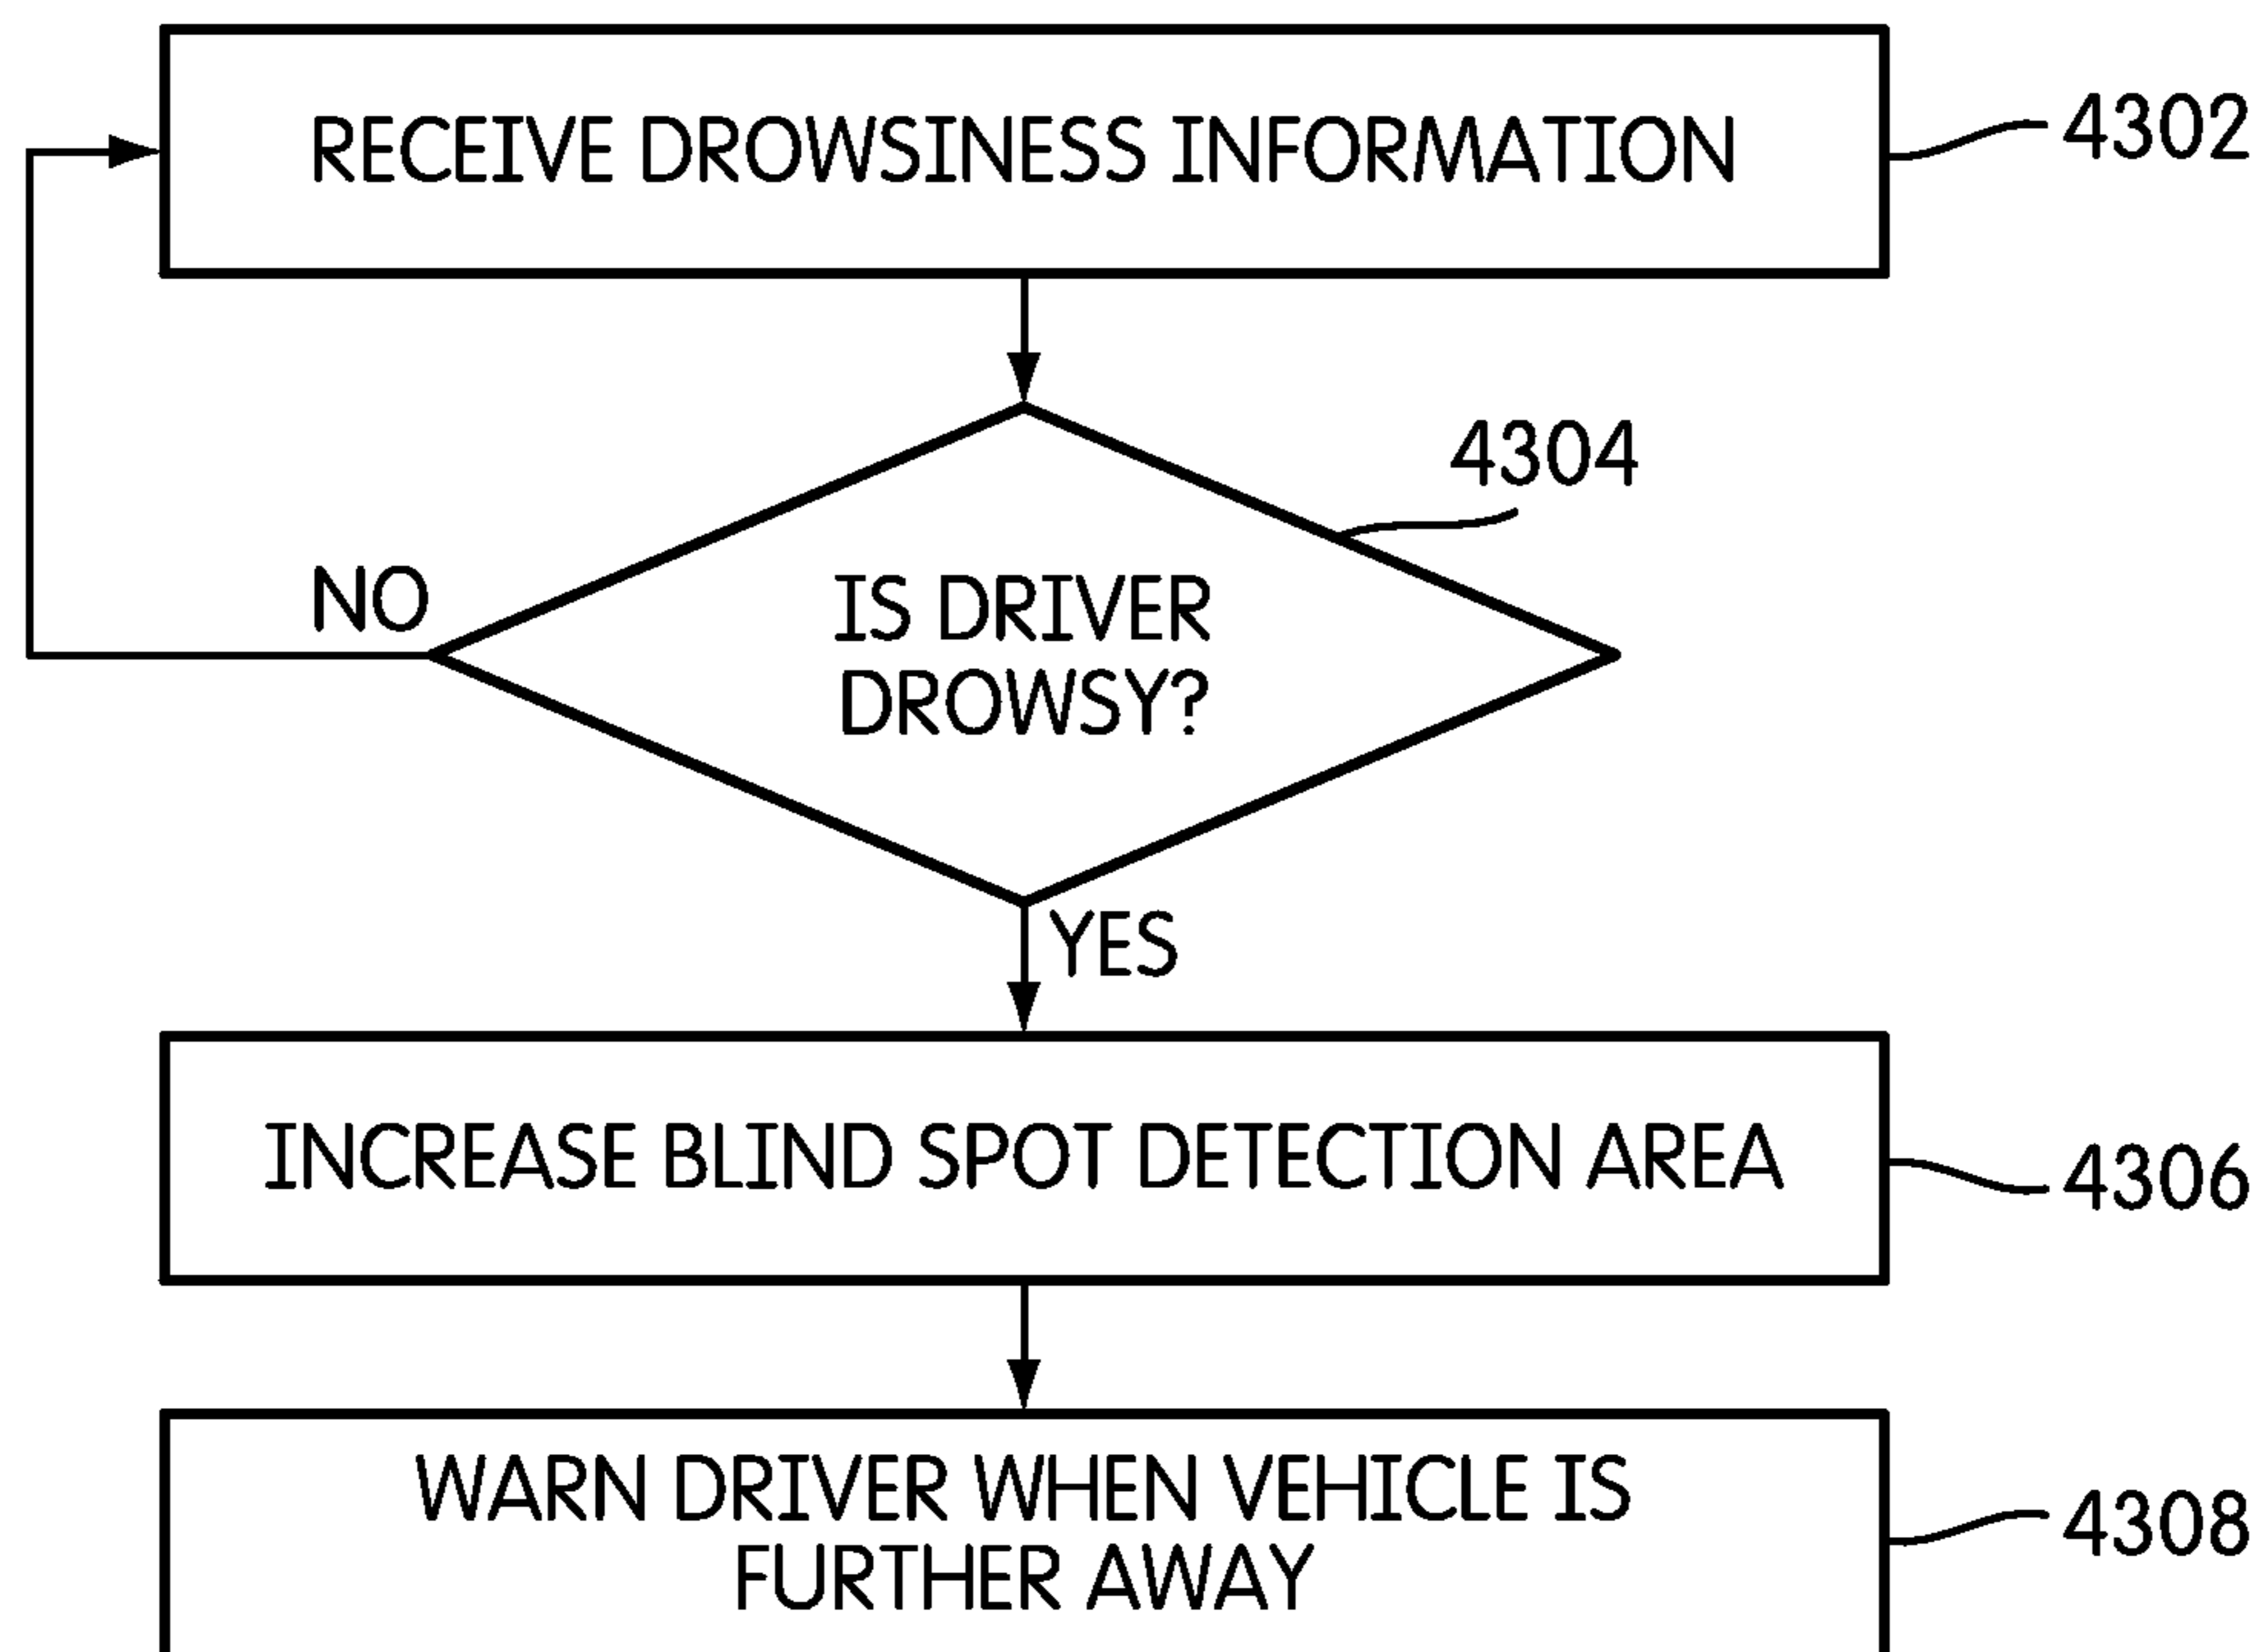 RECEIVE DROWSINESS INFORMATION
4302
4304
IS DRIVER
DROWSY?
NO
YES
INCREASE BLIND SPOT DETECTION AREA
4306
WARN DRIVER WHEN VEHICLE IS
FURTHER AWAY
4308